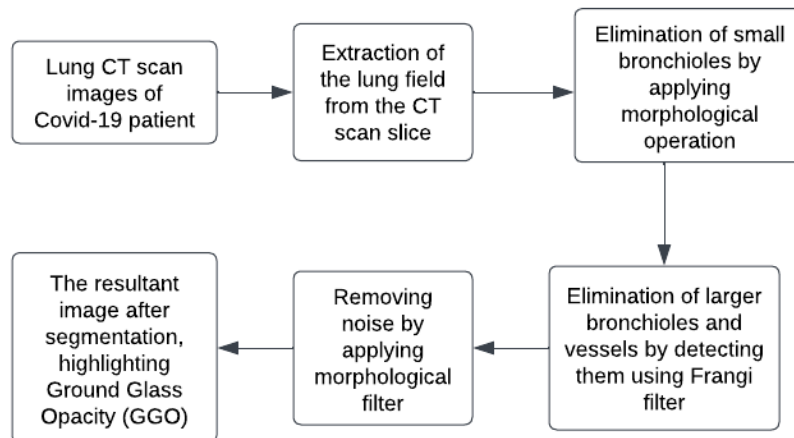 Lung CT scan
images of
Covid-19 patient
Extraction of
the lung field
from the CT
scan slice
Elimination of small
bronchioles by
applying
morphological
operation
Elimination of larger
bronchioles and
vessels by detecting
them using Frangi
filter
Removing
noise by
applying
morphological
filter
The resultant
image after
segmentation,
highlighting
Ground Glass
Opacity (GGO)